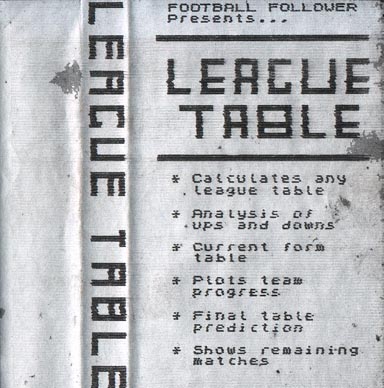 LEAGUE TABLE
FOOTBALL FOLLOWER
Presents...
LEAGUE
TABLE
* Calculates any
league table
* Analysis of
ups and downs
* Current form
table
* Plots team
progress
* Final table
prediction
* Shows remaining
matches